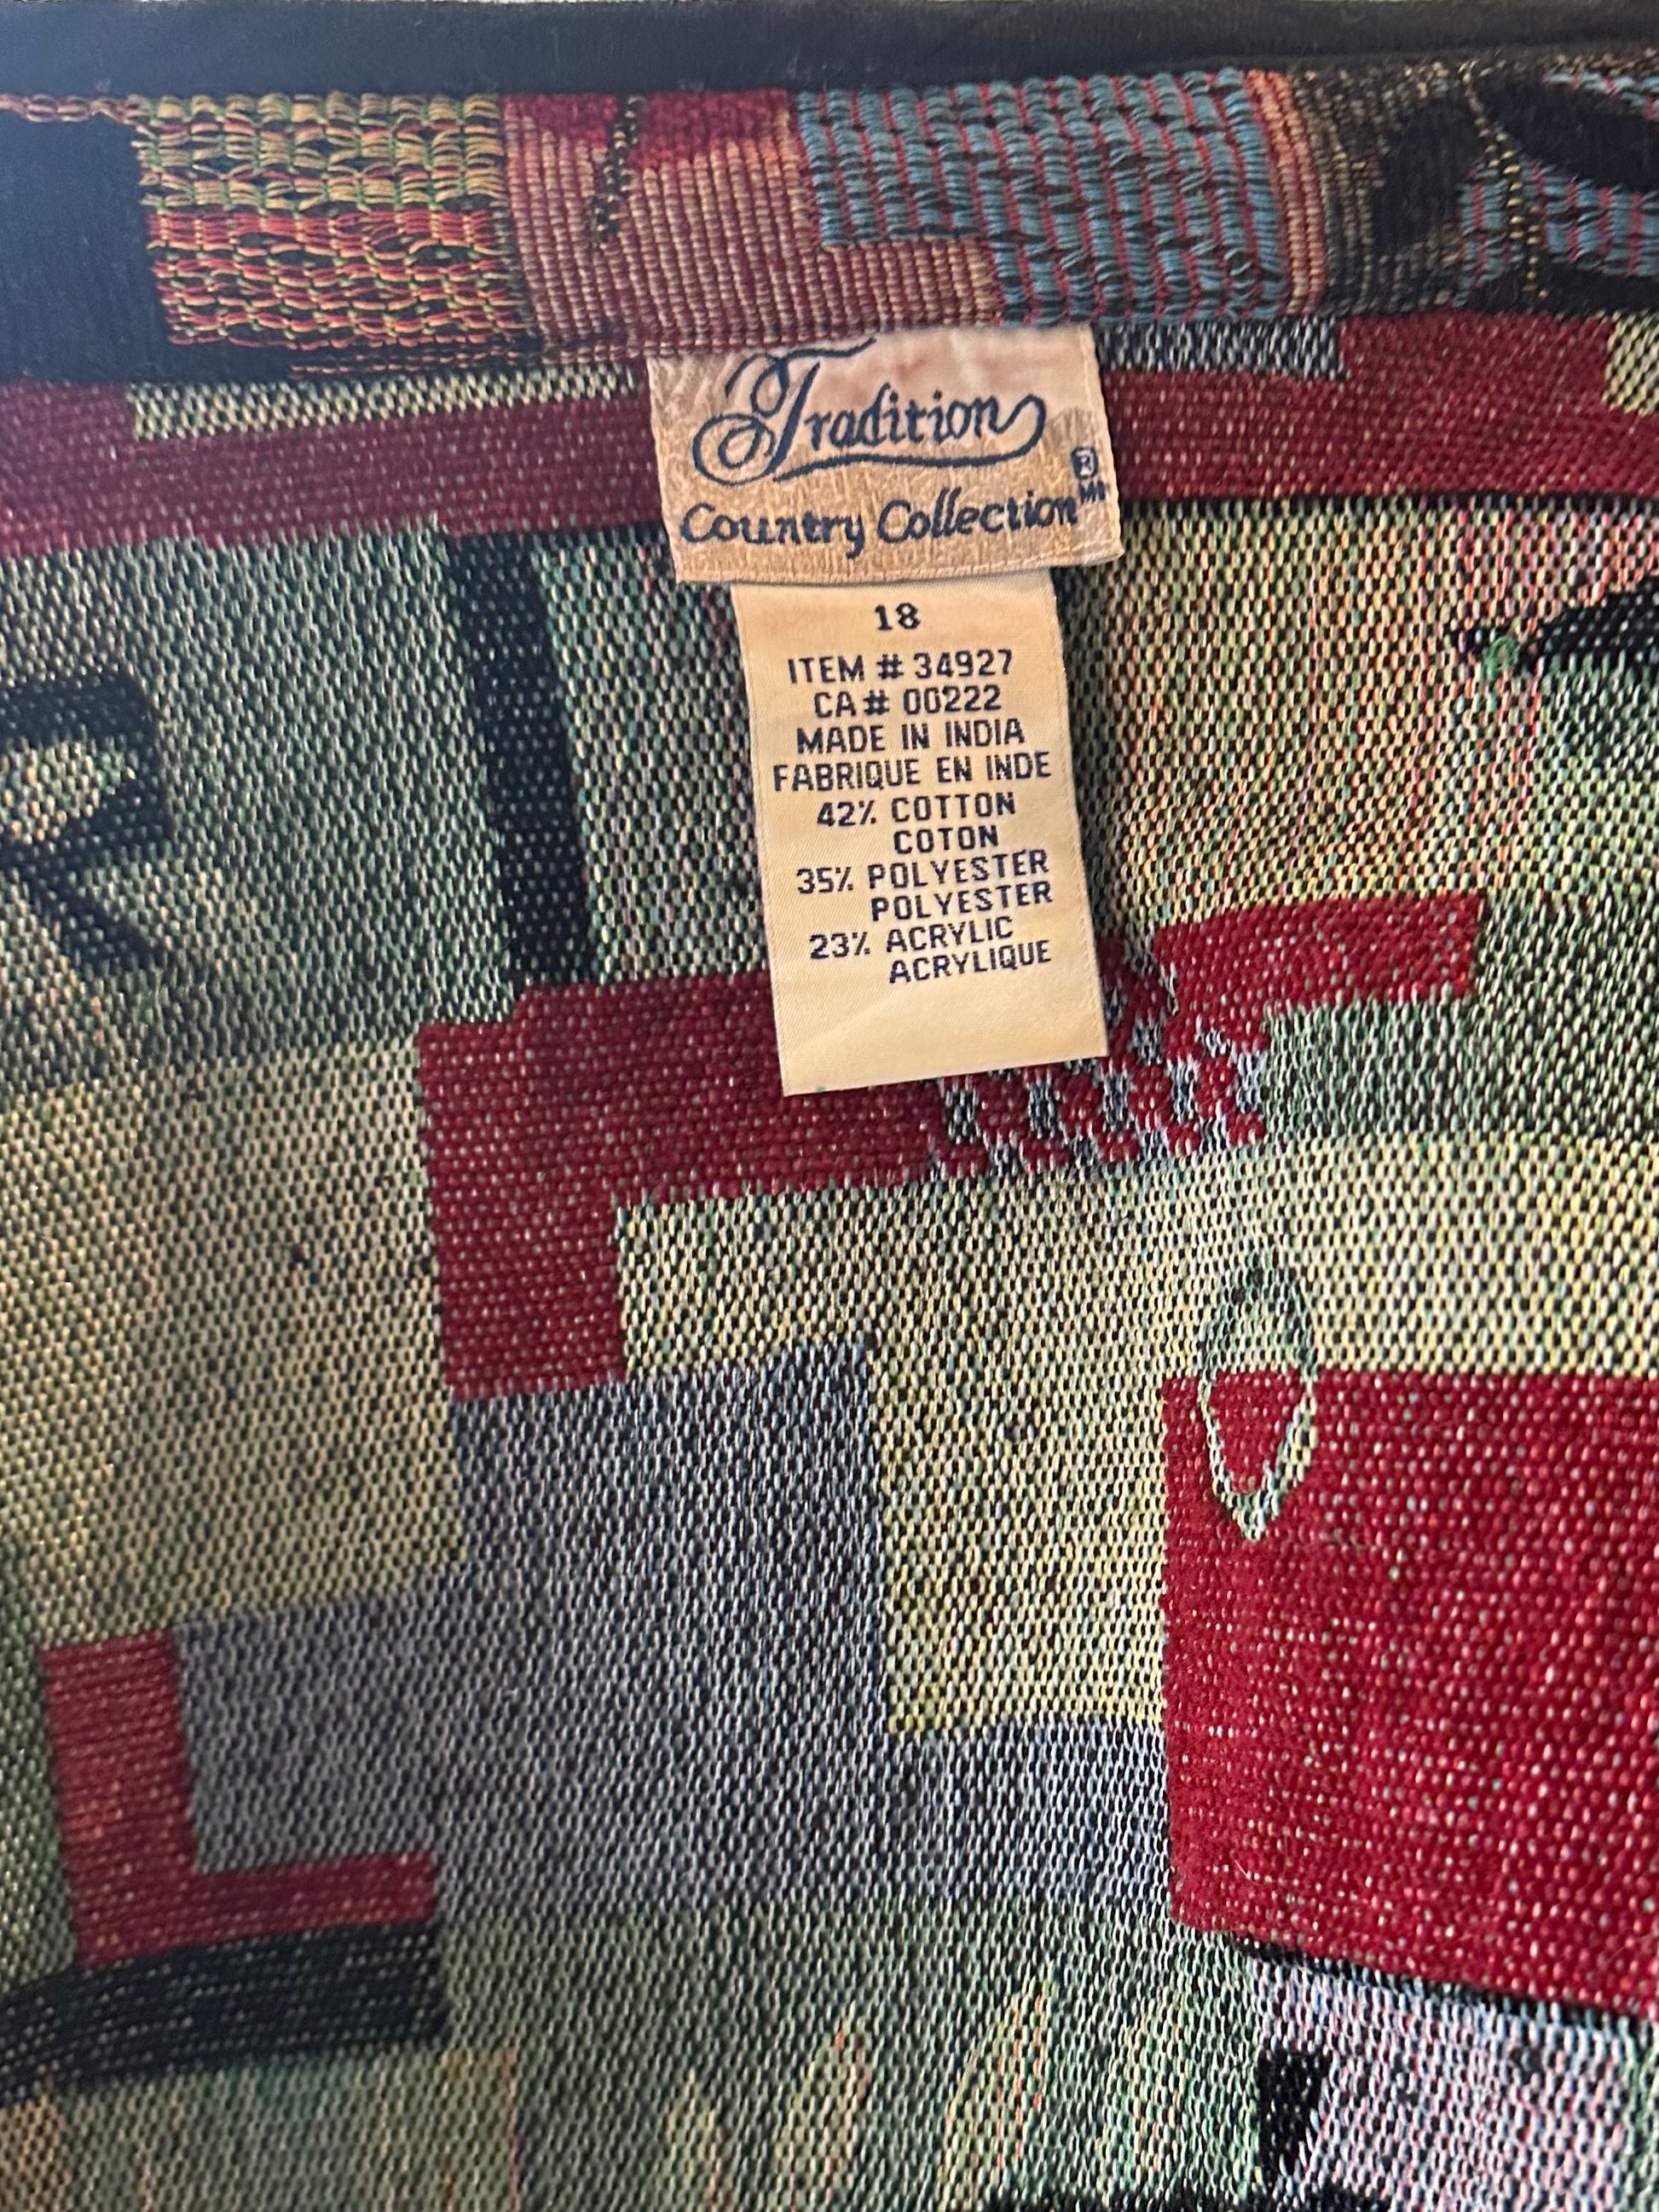 Tradition
Country Collection
18
ITEM # 34927
CA# 00222
MADE IN INDIA
FABRIQUE EN INDE
42% COTTON
COTON
35% POLYESTER
POLYESTER
23% ACRYLIC
ACRYLIQUE